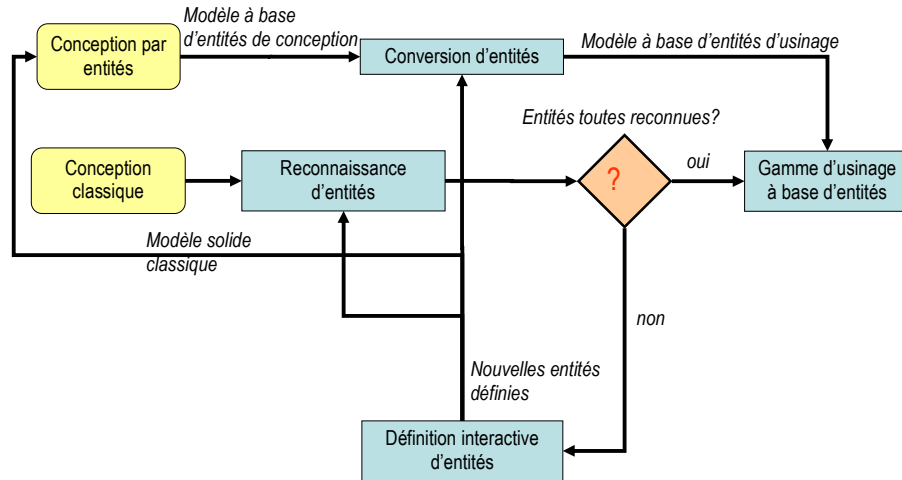 Modèle à base
d'entités de conception
Conception par
entités
Conversion d'entités
Modèle à base d'entités d'usinage
Entités toutes reconnues?
Conception
classique
Reconnaissance
d'entités
?
oui
Gamme d'usinage
à base d'entités
Modèle solide
classique
non
Nouvelles entités
définies
Définition interactive
d'entités